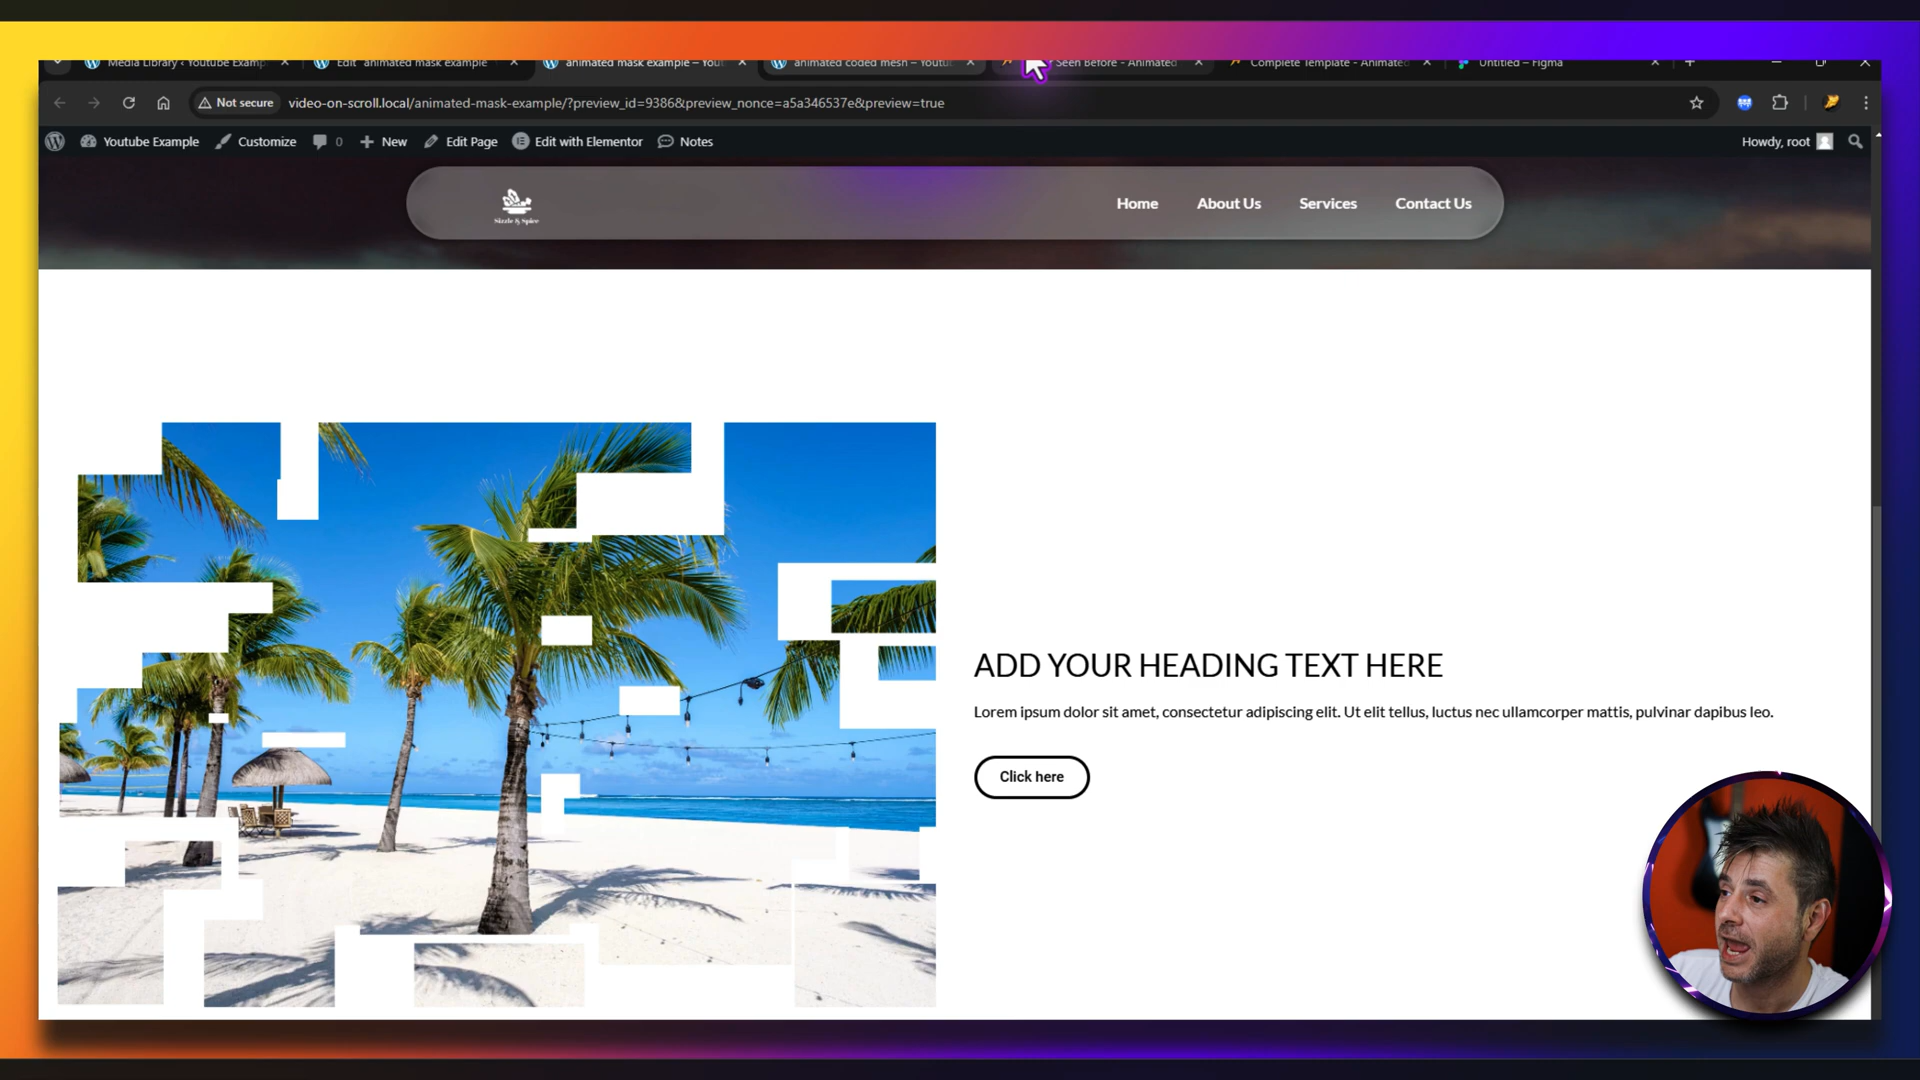 Media Library ‹ Youtube Examp
Edit "animated mask example
animated mask example – You
animated coded mesh – Youtu
Seen Before - Animated
Complete Template - Animated
Untitled – Figma
Not secure
video-on-scroll.local/animated-mask-example/?preview_id=9386&preview_nonce=a5a346537e&preview=true
Youtube Example
Customize
0
New
Edit Page
Edit with Elementor
Notes
Howdy, root
Sizzle & Spice
Home
About Us
Services
Contact Us
ADD YOUR HEADING TEXT HERE
Lorem ipsum dolor sit amet, consectetur adipiscing elit. Ut elit tellus, luctus nec ullamcorper mattis, pulvinar dapibus leo.
Click here